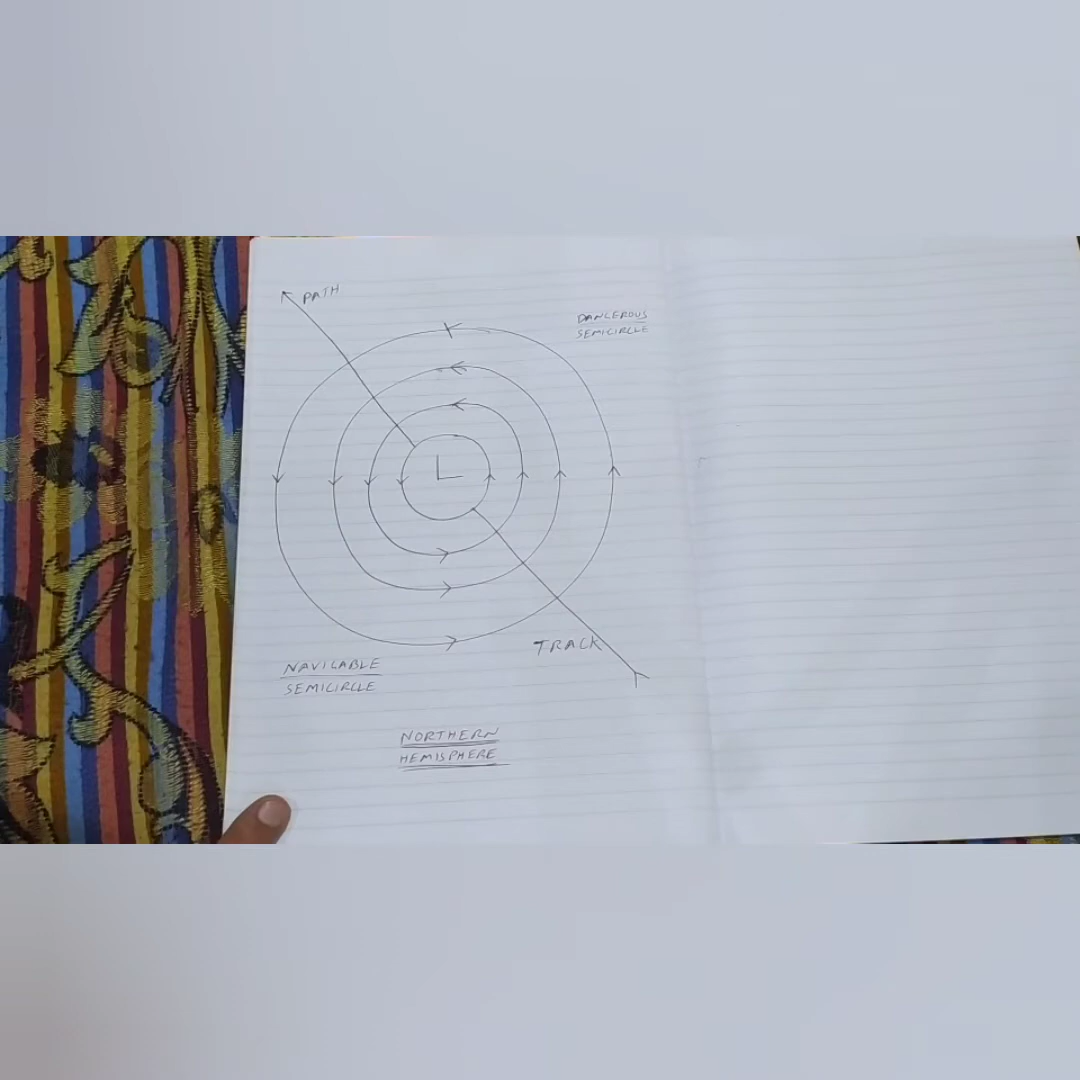 PATH
DANGEROUS
SEMICIRCLE
L
TRACK
NAVIGABLE
SEMICIRCLE
NORTHERN
HEMISPHERE